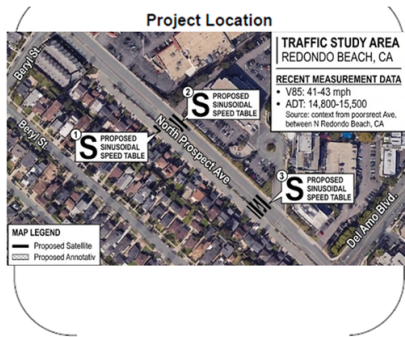 Project Location
TRAFFIC STUDY AREA
REDONDO BEACH, CA
RECENT MEASUREMENT DATA
• V85: 41-43 mph
• ADT: 14,800-15,500
Source: context from poorsrect Ave,
between N Redondo Beach, CA
Beryl St.
Beryl St.
2
S PROPOSED
SINUSOIDAL
SPEED TABLE
1
S PROPOSED
SINUSOIDAL
SPEED TABLE
North Prospect Ave.
3
S PROPOSED
SINUSOIDAL
SPEED TABLE
Del Amo Blvd.
MAP LEGEND
Proposed Satellite
Proposed Annotativ